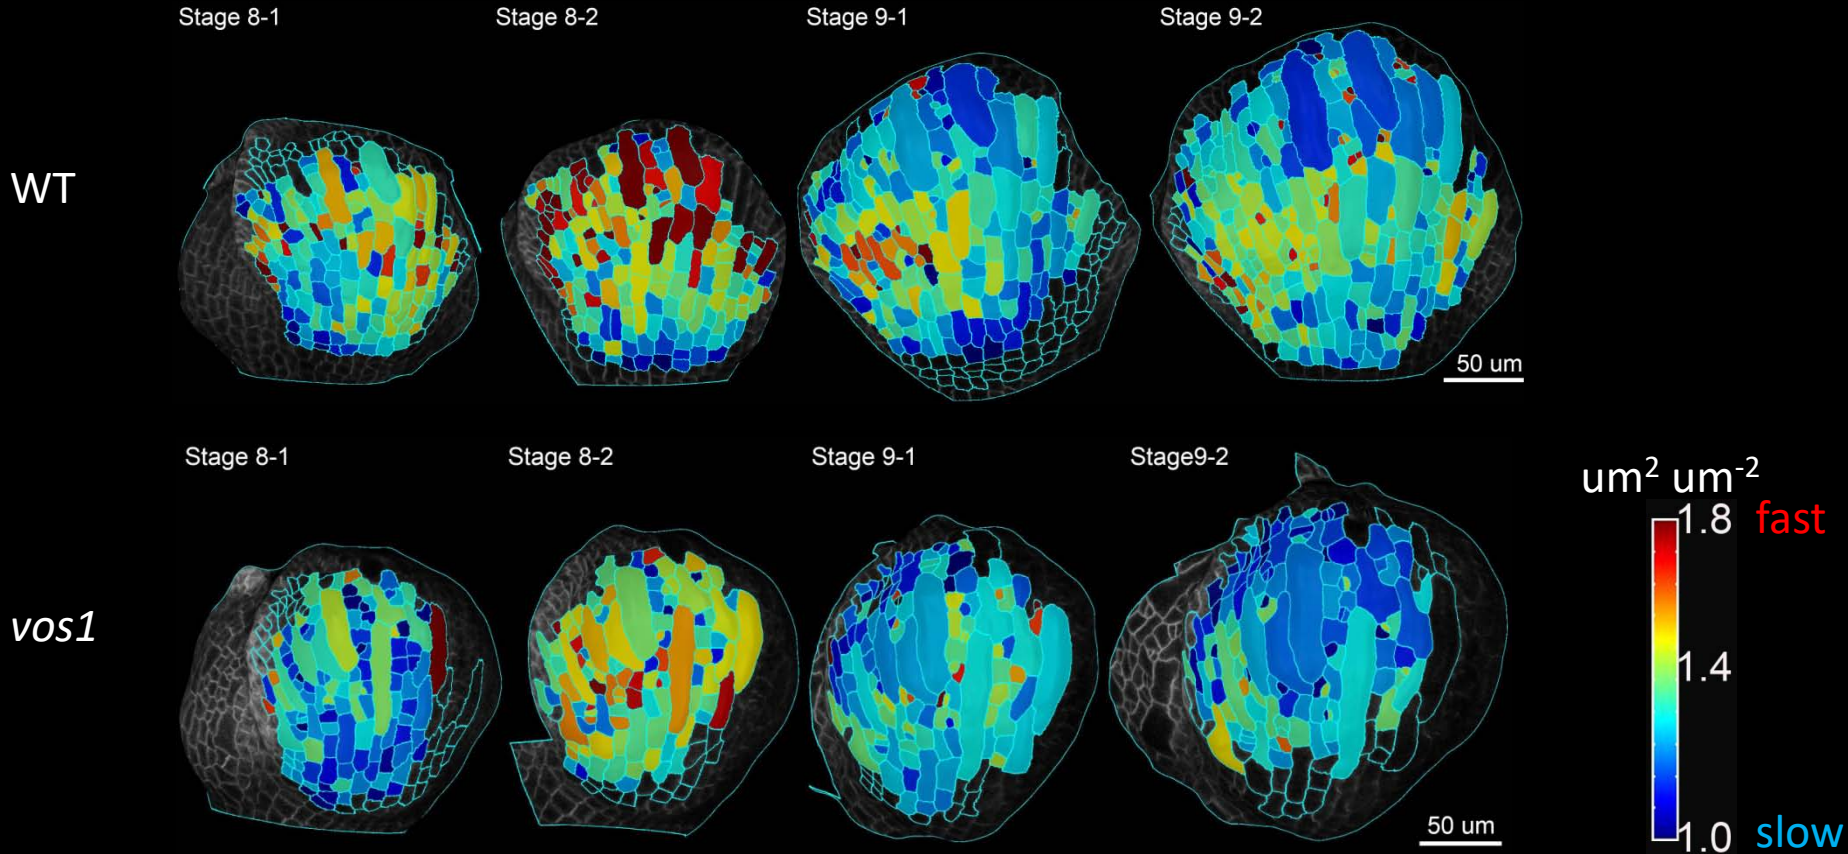 Stage 8-1
Stage 8-2
Stage 9-1
Stage 9-2
WT
50 um
Stage 8-1
Stage 8-2
Stage 9-1
Stage9-2
vos1
50 um
um² um⁻²
1.8 fast
1.4
1.0 slow